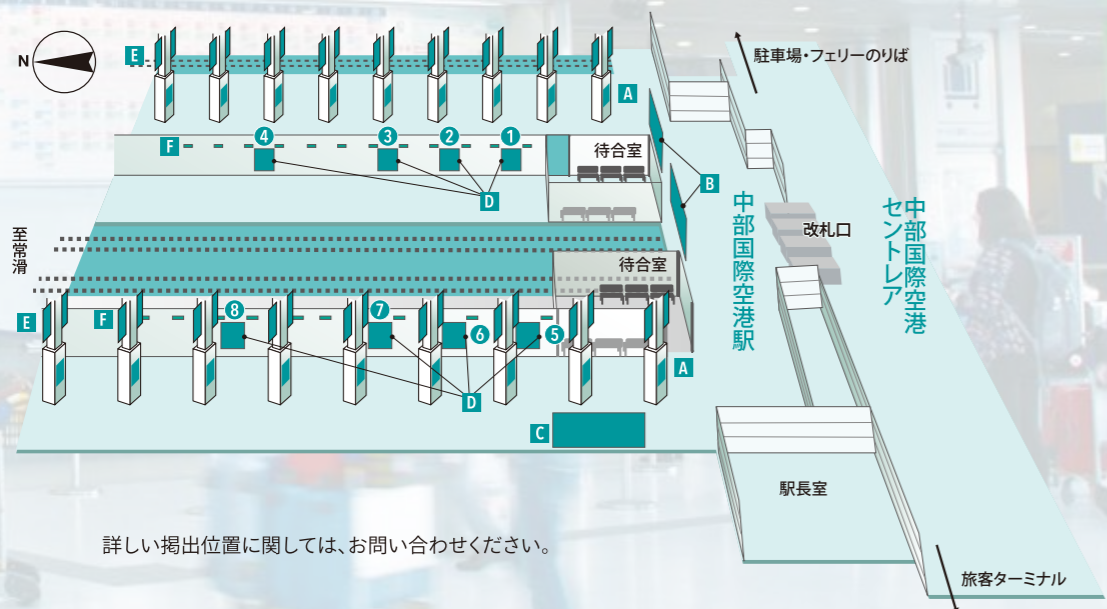 N
E
駐車場・フェリーのりば
A
F
4
3
2
1
待合室
B
D
中部国際空港駅
中部国際空港
セントレア
改札口
至常滑
待合室
E
F
8
7
6
5
A
D
C
駅長室
詳しい掲出位置に関しては、お問い合わせください。
旅客ターミナル